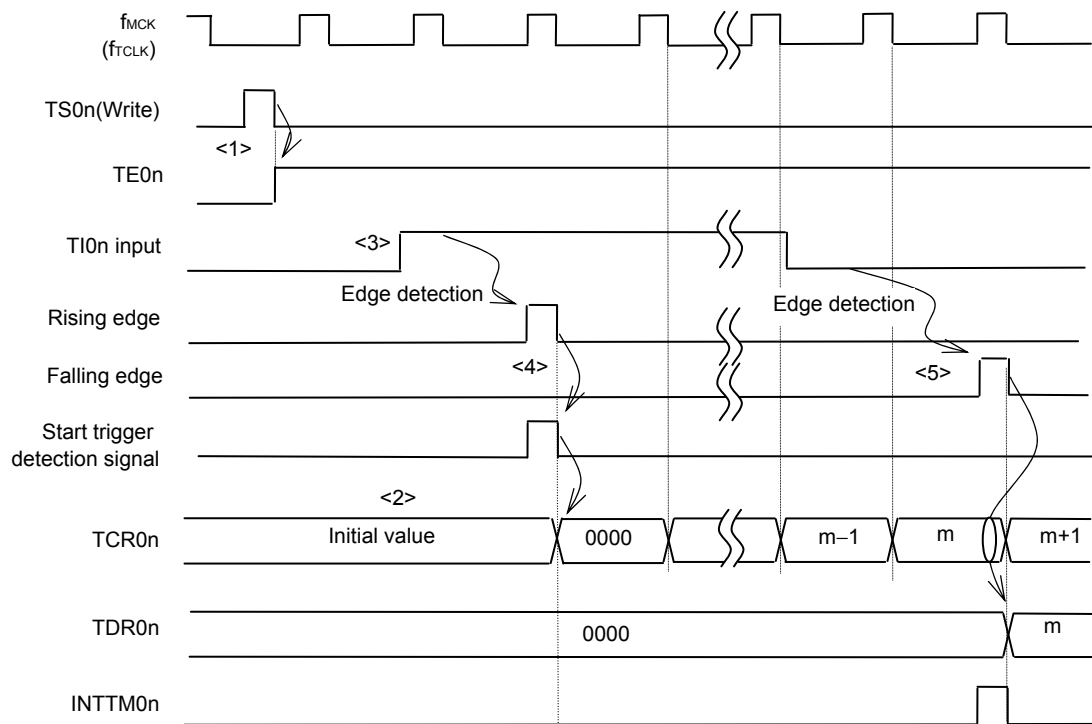 fMCK
(fTCLK)
TS0n(Write)
<1>
TE0n
TI0n input
<3>
Edge detection
Edge detection
Rising edge
<4>
Falling edge
<5>
Start trigger
detection signal
<2>
TCR0n
Initial value
0000
m−1
m
m+1
TDR0n
0000
m
INTTM0n